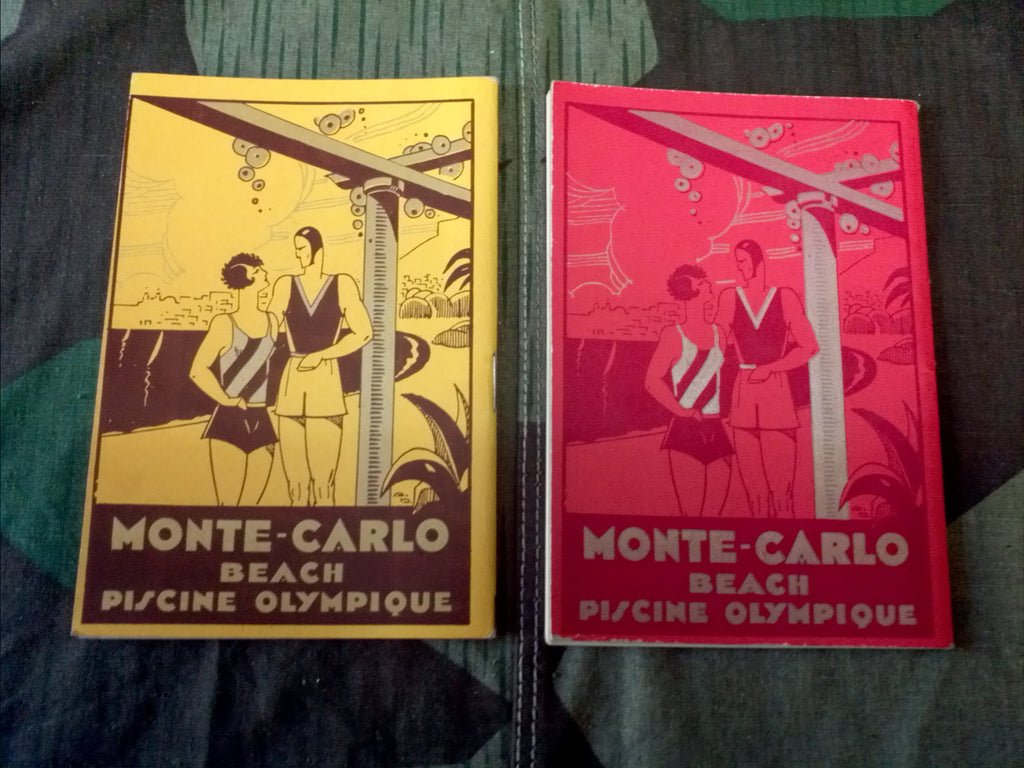 MONTE-CARLO
BEACH
PISCINE OLYMPIQUE
MONTE-CARLO
BEACH
PISCINE OLYMPIQUE